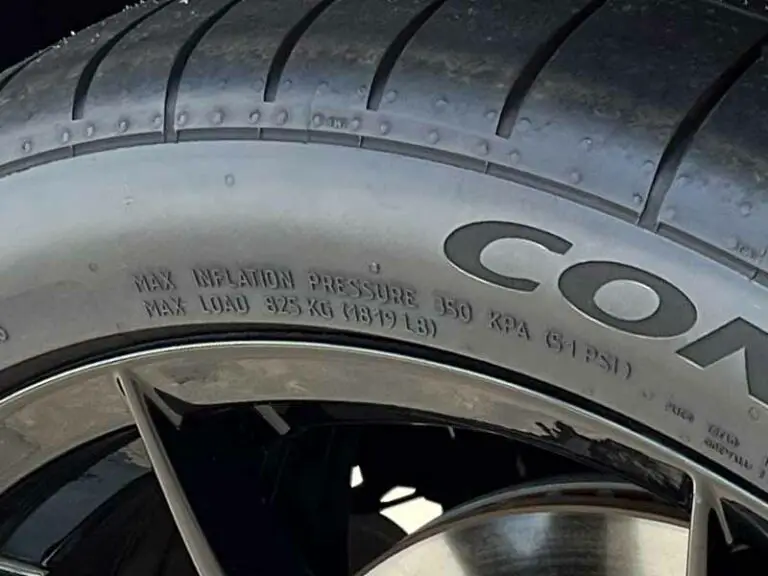 CON
MAX INFLATION PRESSURE 350 KPA (51 PSI)
MAX LOAD 825 KG (1819 LB)